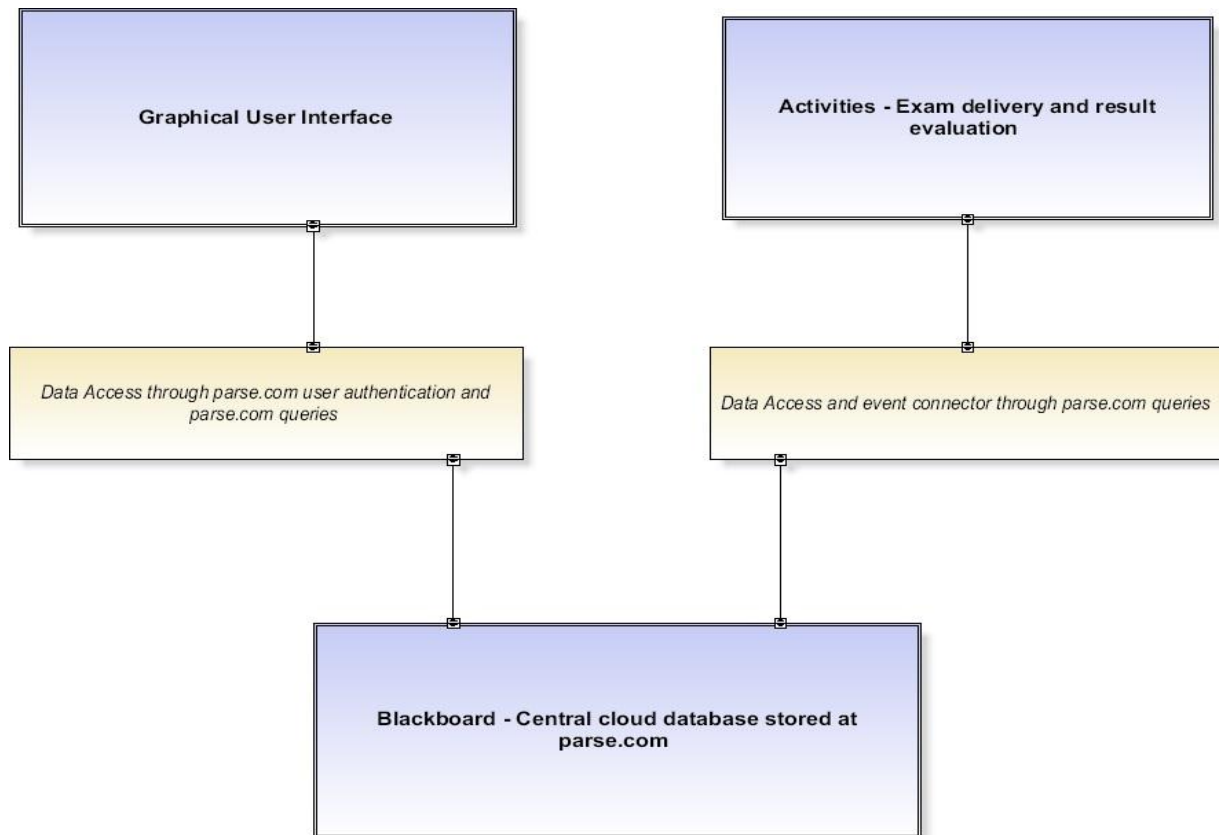 Graphical User Interface
Activities - Exam delivery and result
evaluation
Data Access through parse.com user authentication and
parse.com queries
Data Access and event connector through parse.com queries
Blackboard - Central cloud database stored at
parse.com